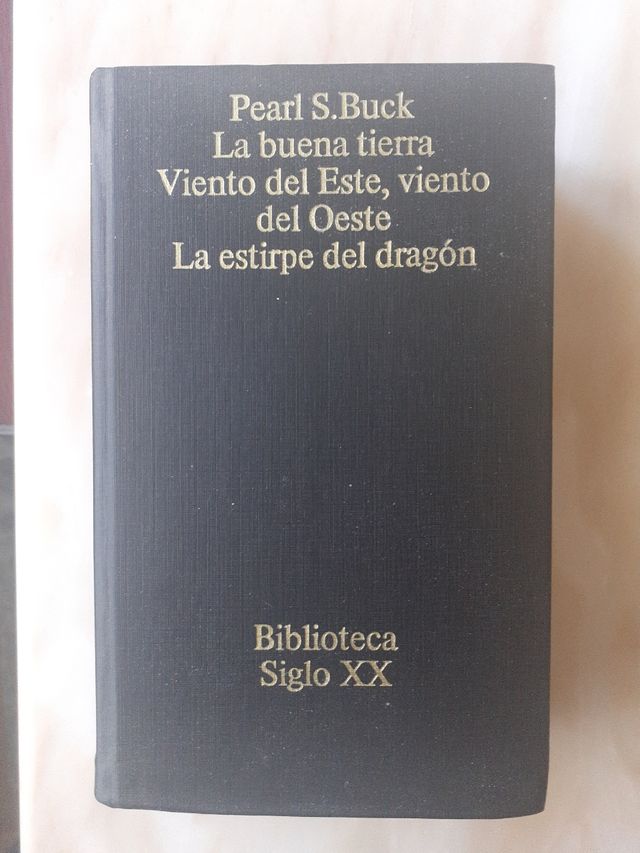 Pearl S.Buck
La buena tierra
Viento del Este, viento
del Oeste
La estirpe del dragón
Biblioteca
Siglo XX